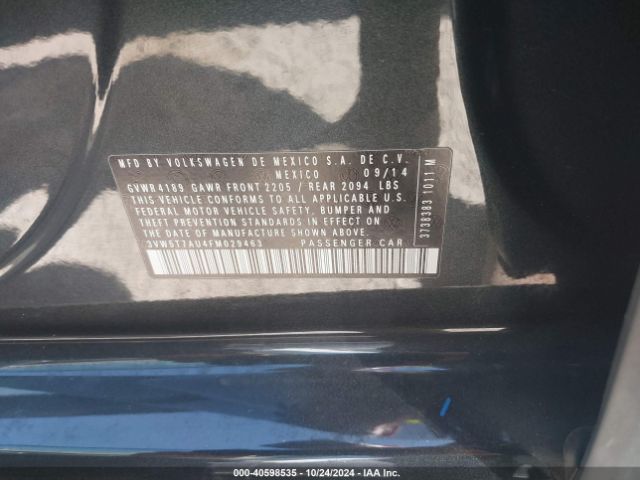 MFD BY VOLKSWAGEN DE MEXICO S.A. DE C.V.
MEXICO 09/14
GVWR4189 GAWR FRONT 2205 / REAR 2094 LBS
THIS VEHICLE CONFORMS TO ALL APPLICABLE U.S.
FEDERAL MOTOR VEHICLE SAFETY, BUMPER AND
THEFT PREVENTION STANDARDS IN EFFECT ON
THE DATE OF MANUFACTURE SHOWN ABOVE.
3VW5T7AU4FM029463 PASSENGER CAR
3738383 1011 M
000-40598535 - 10/24/2024 - IAA Inc.